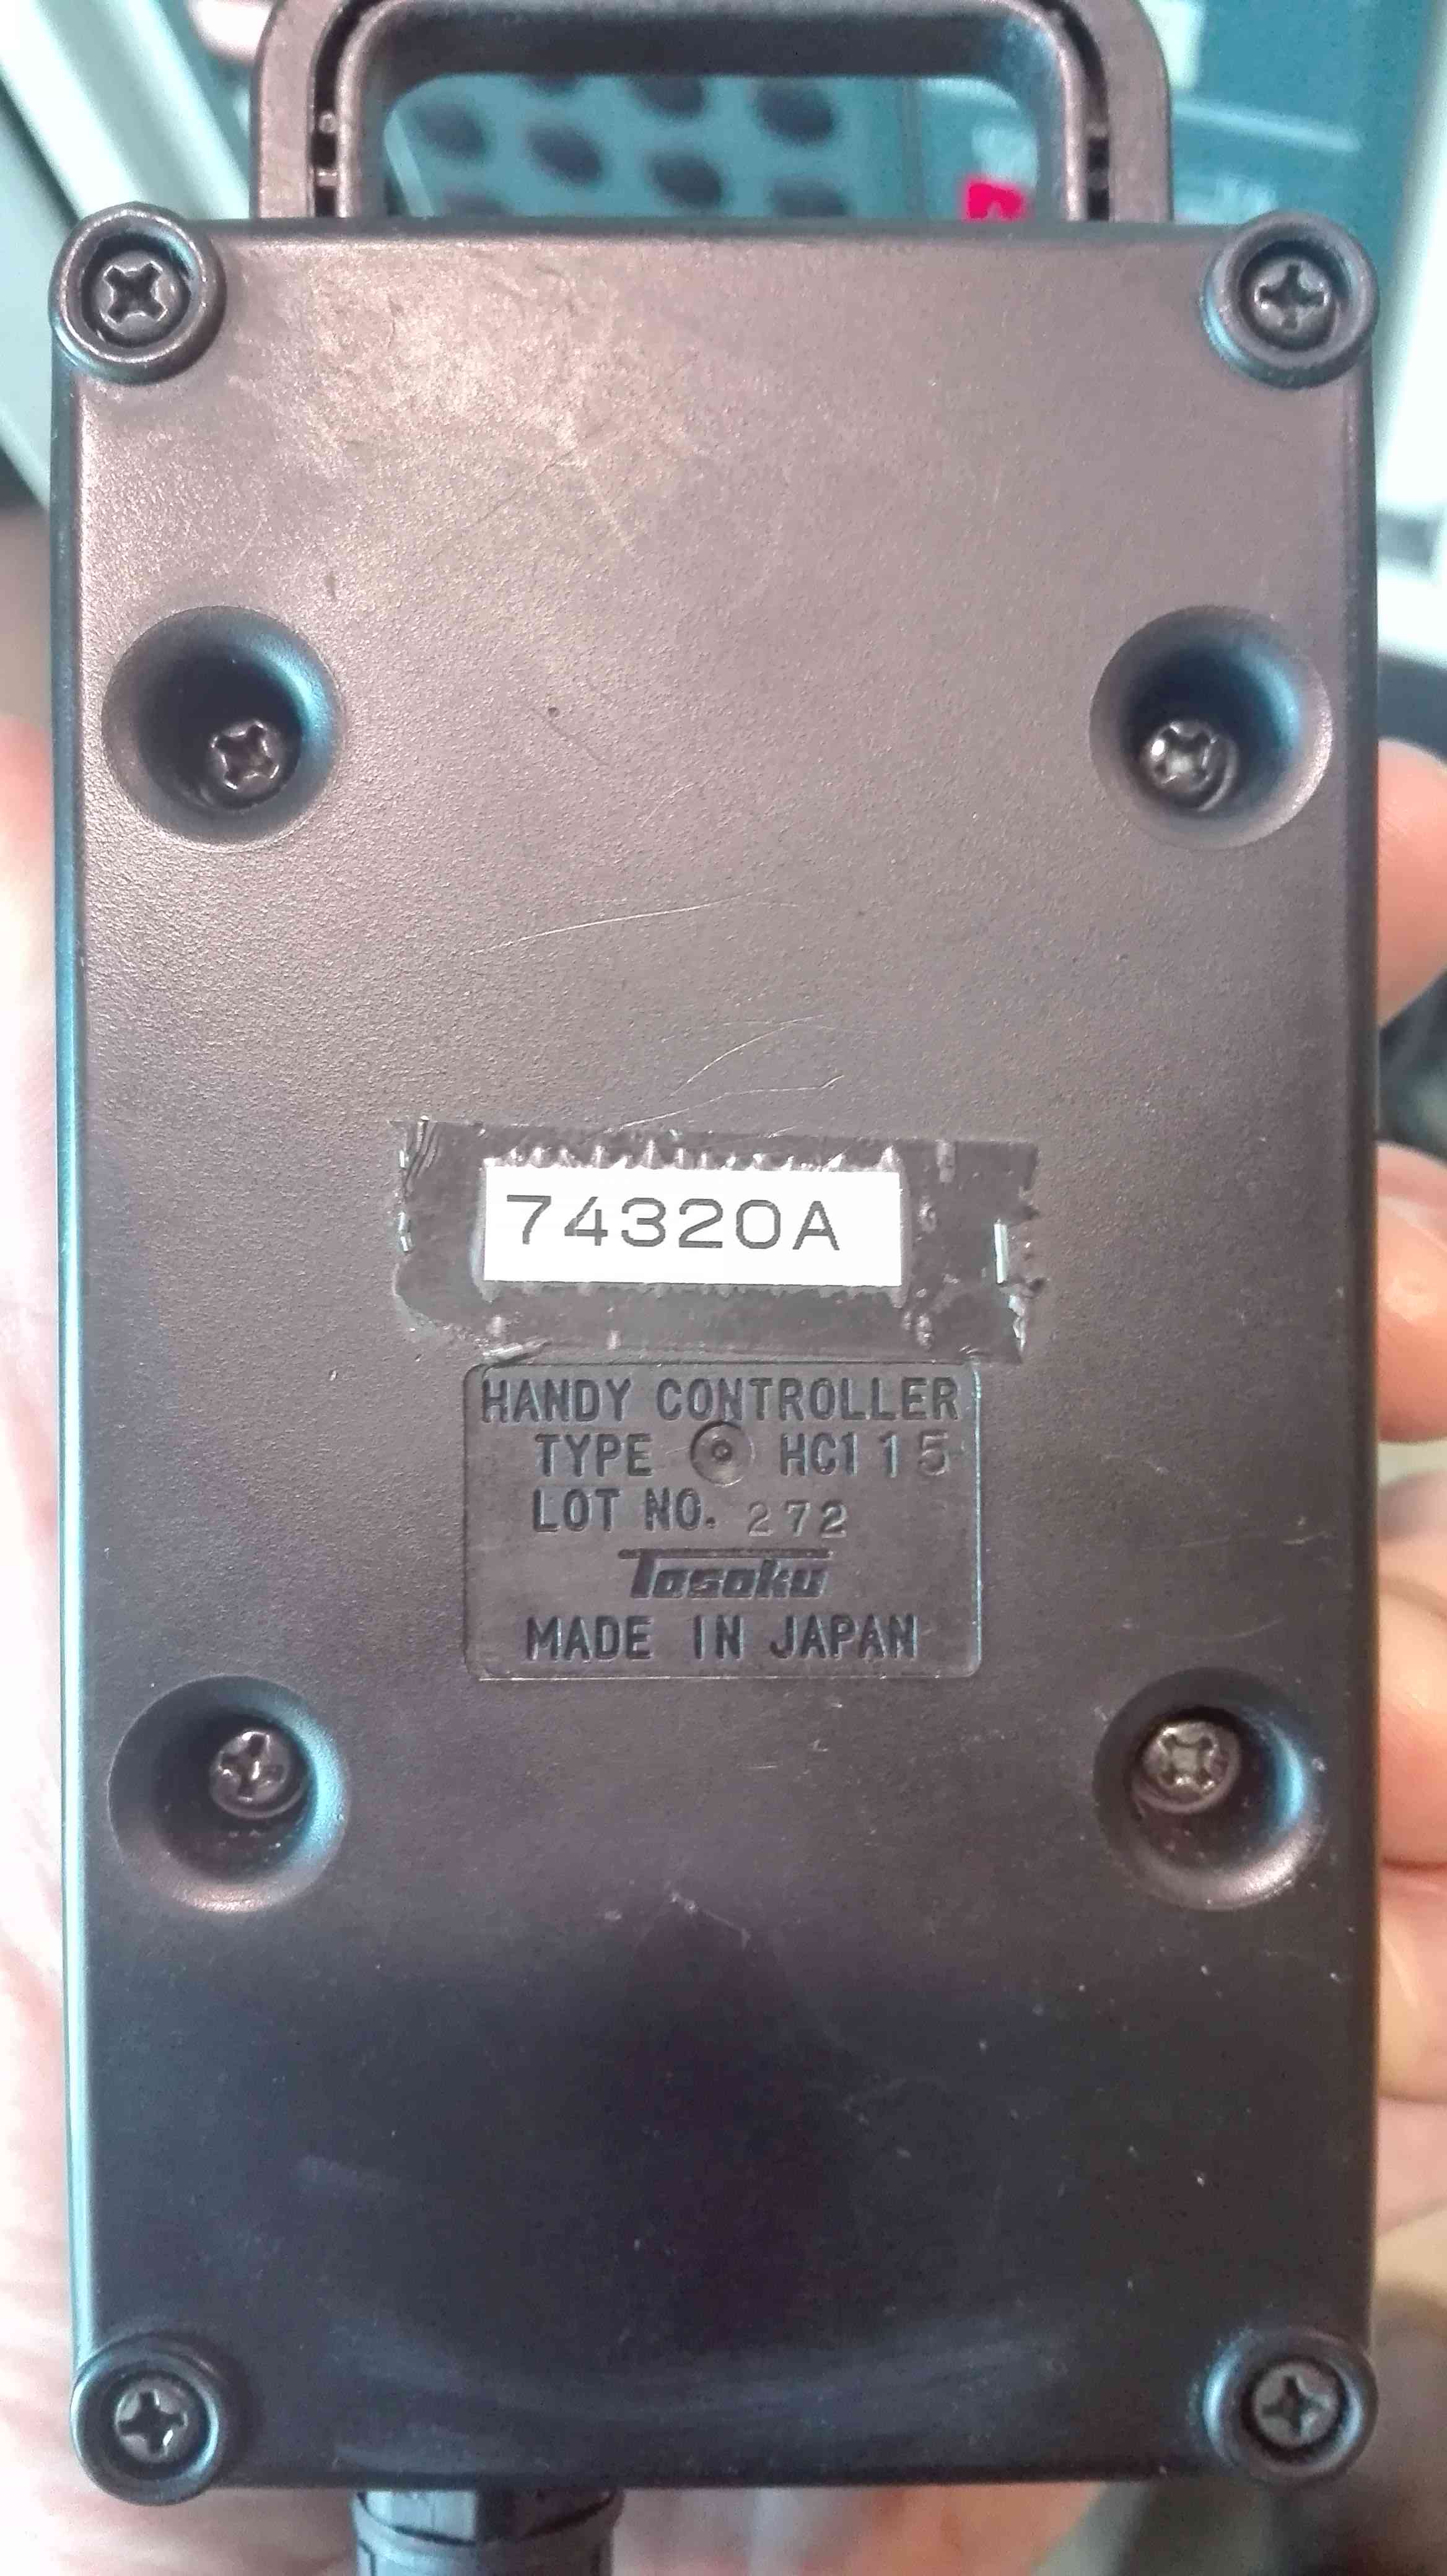 74320A
HANDY CONTROLLER
TYPE HC115
LOT NO. 272
Tosoku
MADE IN JAPAN